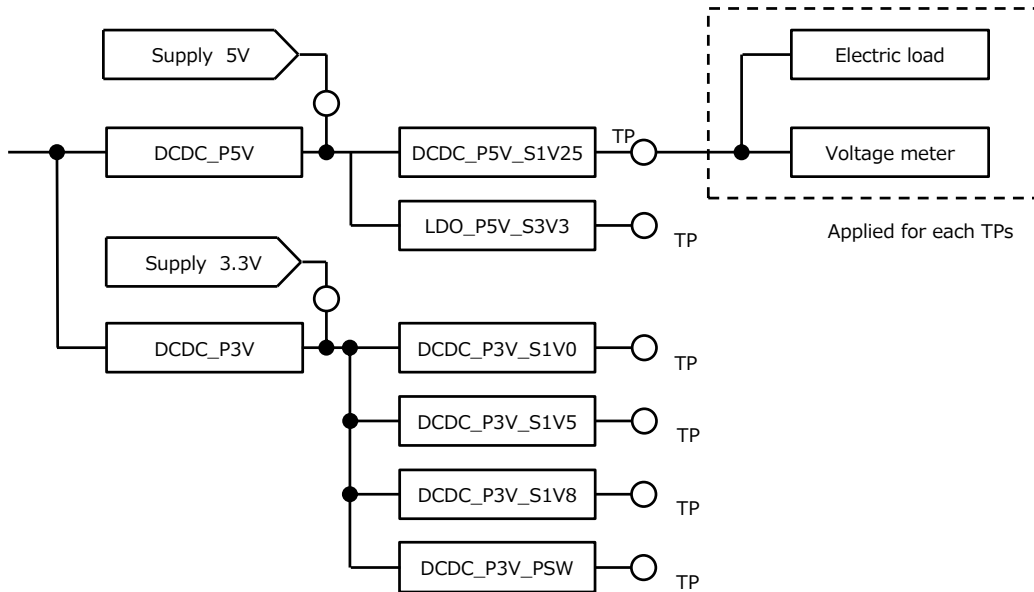 Supply 5V
Electric load
TP
DCDC_P5V
DCDC_P5V_S1V25
Voltage meter
LDO_P5V_S3V3
TP
Applied for each TPs
Supply 3.3V
DCDC_P3V
DCDC_P3V_S1V0
TP
DCDC_P3V_S1V5
TP
DCDC_P3V_S1V8
TP
DCDC_P3V_PSW
TP